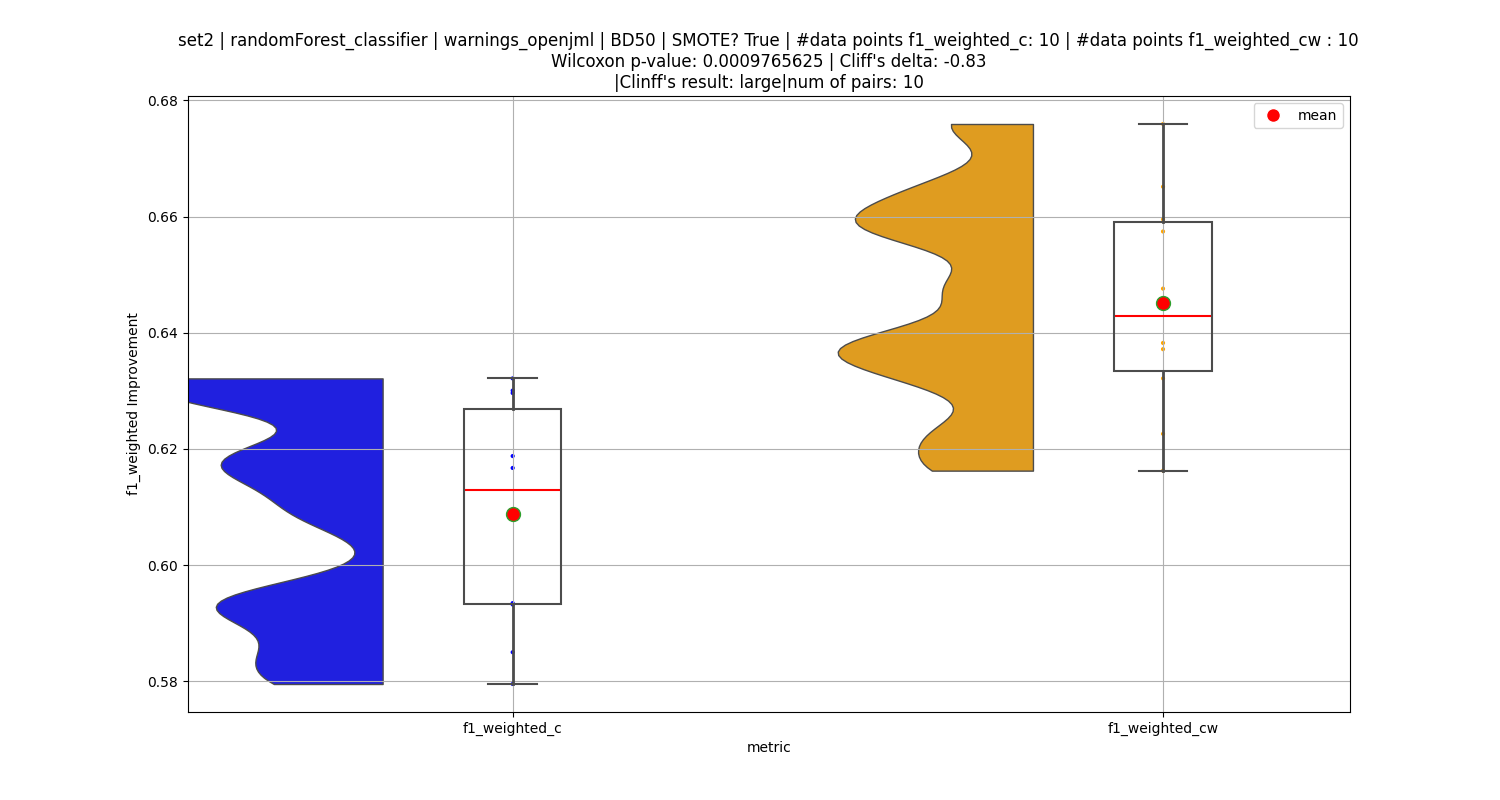 set2 | randomForest_classifier | warnings_openjml | BD50 | SMOTE? True | #data points f1_weighted_c: 10 | #data points f1_weighted_cw : 10
Wilcoxon p-value: 0.0009765625 | Cliff's delta: -0.83
|Clinff's result: large|num of pairs: 10
mean
0.68
0.66
0.64
0.62
0.60
0.58
f1_weighted Improvement
f1_weighted_c
f1_weighted_cw
metric